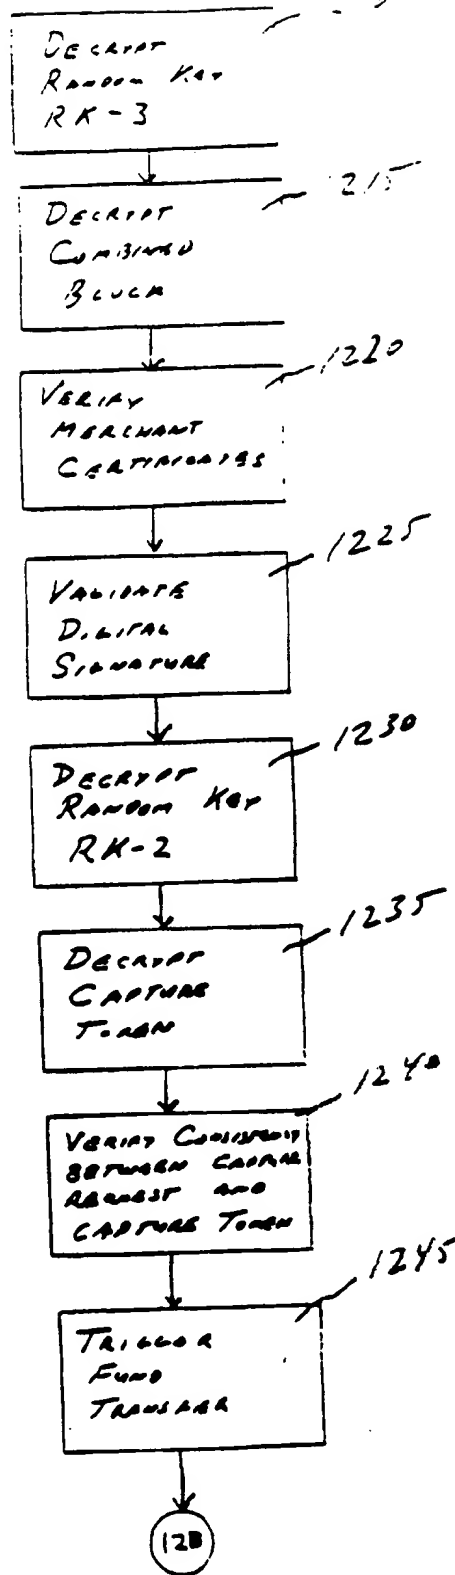 DECRYPT
RANDOM KEY
RK-3
1215
DECRYPT
COMBINED
BLOCK
1220
VERIFY
MERCHANT
CERTIFICATES
1225
VALIDATE
DIGITAL
SIGNATURE
1230
DECRYPT
RANDOM KEY
RK-2
1235
DECRYPT
CAPTURE
TOKEN
1240
VERIFY CONSISTENCY
BETWEEN CAPTURE
REQUEST AND
CAPTURE TOKEN
1245
TRIGGER
FUND
TRANSFER
12B